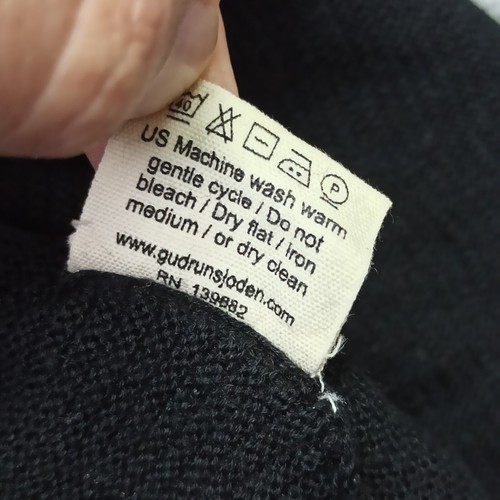 40
P
US Machine wash warm
gentle cycle / Do not
bleach / Dry flat / Iron
medium / or dry clean
www.gudrunsjoden.com
RN 139882